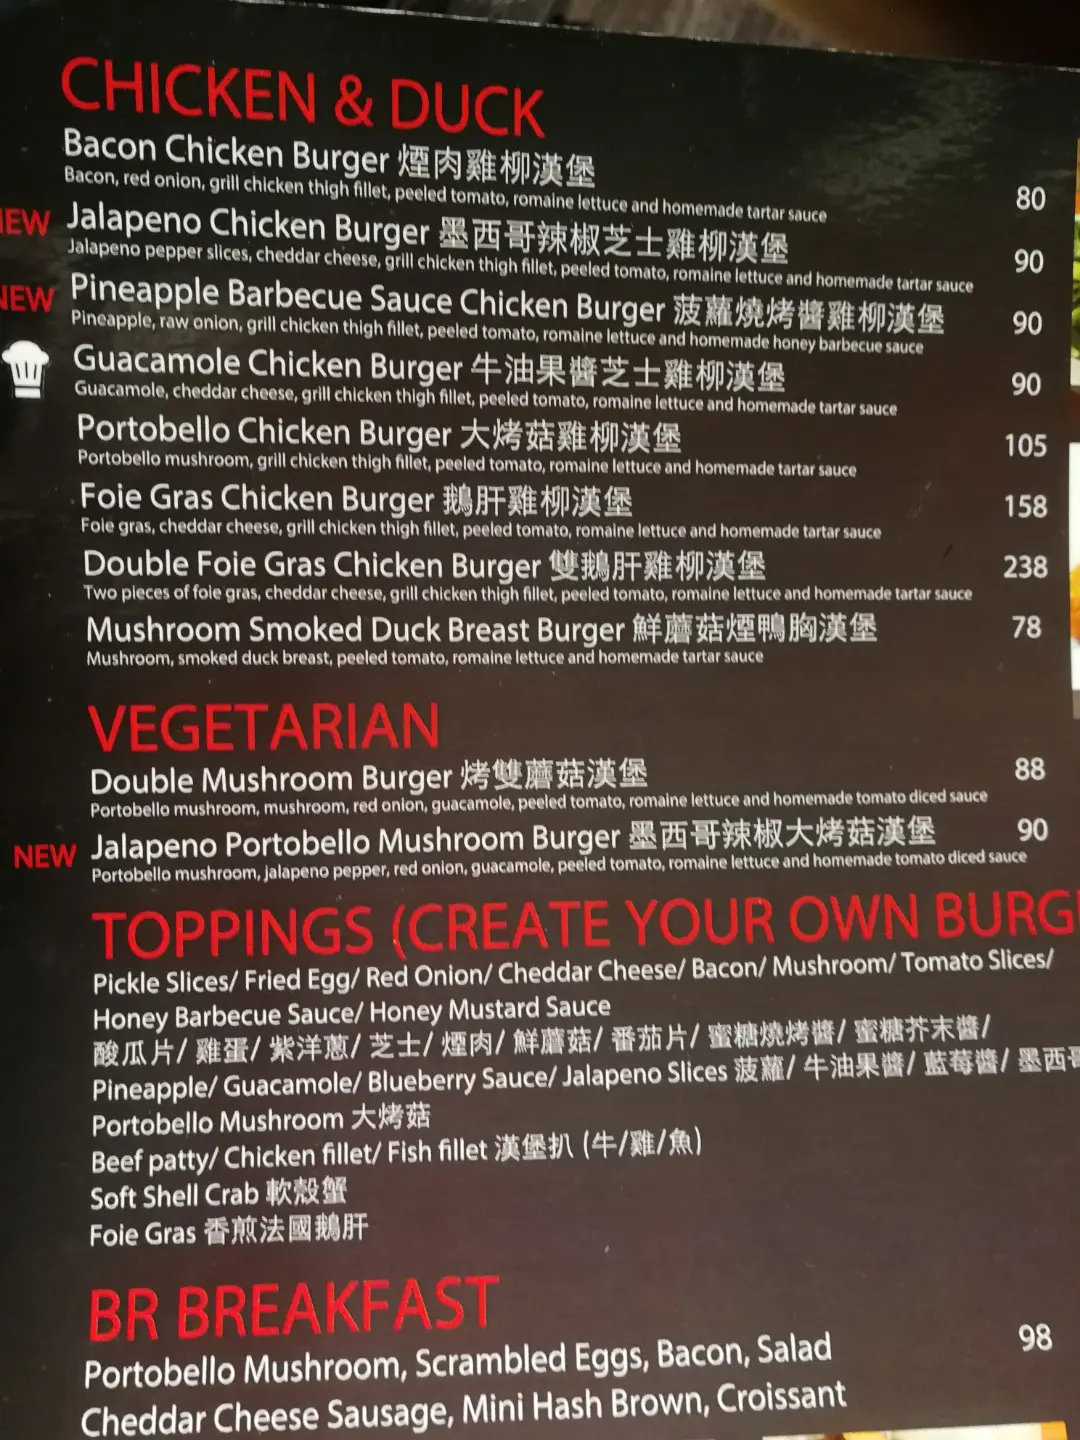 CHICKEN & DUCK
Bacon Chicken Burger 煙肉雞柳漢堡
Bacon, red onion, grill chicken thigh fillet, peeled tomato, romaine lettuce and homemade tartar sauce
80
NEW Jalapeno Chicken Burger 墨西哥辣椒芝士雞柳漢堡
Jalapeno pepper slices, cheddar cheese, grill chicken thigh fillet, peeled tomato, romaine lettuce and homemade tartar sauce
90
NEW Pineapple Barbecue Sauce Chicken Burger 菠蘿燒烤醬雞柳漢堡
Pineapple, raw onion, grill chicken thigh fillet, peeled tomato, romaine lettuce and homemade honey barbecue sauce
90
Guacamole Chicken Burger 牛油果醬芝士雞柳漢堡
Guacamole, cheddar cheese, grill chicken thigh fillet, peeled tomato, romaine lettuce and homemade tartar sauce
90
Portobello Chicken Burger 大烤菇雞柳漢堡
Portobello mushroom, grill chicken thigh fillet, peeled tomato, romaine lettuce and homemade tartar sauce
105
Foie Gras Chicken Burger 鵝肝雞柳漢堡
Foie gras, cheddar cheese, grill chicken thigh fillet, peeled tomato, romaine lettuce and homemade tartar sauce
158
Double Foie Gras Chicken Burger 雙鵝肝雞柳漢堡
Two pieces of foie gras, cheddar cheese, grill chicken thigh fillet, peeled tomato, romaine lettuce and homemade tartar sauce
238
Mushroom Smoked Duck Breast Burger 鮮蘑菇煙鴨胸漢堡
Mushroom, smoked duck breast, peeled tomato, romaine lettuce and homemade tartar sauce
78
VEGETARIAN
Double Mushroom Burger 烤雙蘑菇漢堡
Portobello mushroom, mushroom, red onion, guacamole, peeled tomato, romaine lettuce and homemade tomato diced sauce
88
NEW Jalapeno Portobello Mushroom Burger 墨西哥辣椒大烤菇漢堡
Portobello mushroom, jalapeno pepper, red onion, guacamole, peeled tomato, romaine lettuce and homemade tomato diced sauce
90
TOPPINGS (CREATE YOUR OWN BURG
Pickle Slices/ Fried Egg/ Red Onion/ Cheddar Cheese/ Bacon/ Mushroom/ Tomato Slices/
Honey Barbecue Sauce/ Honey Mustard Sauce
酸瓜片/ 雞蛋/ 紫洋蔥/ 芝士/ 煙肉/ 鮮蘑菇/ 番茄片/ 蜜糖燒烤醬/ 蜜糖芥末醬/
Pineapple/ Guacamole/ Blueberry Sauce/ Jalapeno Slices 菠蘿/ 牛油果醬/ 藍莓醬/ 墨西哥
Portobello Mushroom 大烤菇
Beef patty/ Chicken fillet/ Fish fillet 漢堡扒 (牛/雞/魚)
Soft Shell Crab 軟殼蟹
Foie Gras 香煎法國鵝肝
BR BREAKFAST
Portobello Mushroom, Scrambled Eggs, Bacon, Salad
98
Cheddar Cheese Sausage, Mini Hash Brown, Croissant